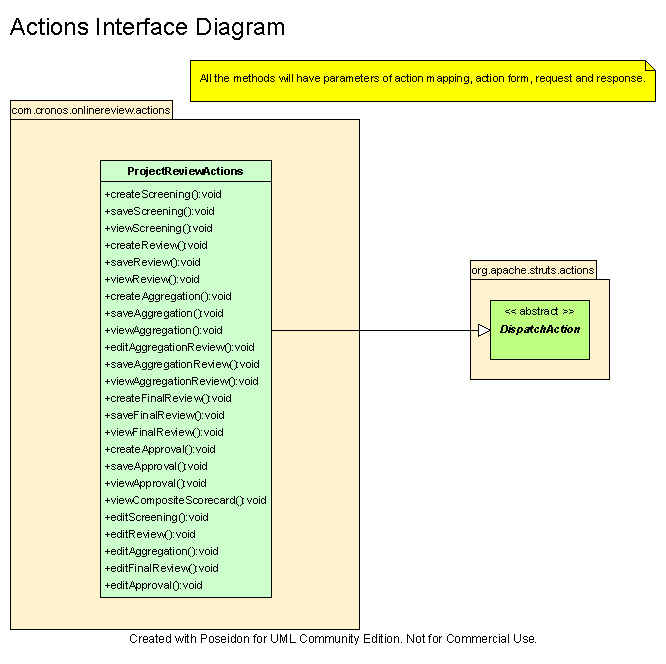 Actions Interface Diagram
All the methods will have parameters of action mapping, action form, request and response.
com.cronos.onlinereview.actions
ProjectReviewActions
+createScreening():void
+saveScreening():void
+viewScreening():void
+createReview():void
+saveReview():void
+viewReview():void
+createAggregation():void
+saveAggregation():void
+viewAggregation():void
+editAggregationReview():void
+saveAggregationReview():void
+viewAggregationReview():void
+createFinalReview():void
+saveFinalReview():void
+viewFinalReview():void
+createApproval():void
+saveApproval():void
+viewApproval():void
+viewCompositeScorecard():void
+editScreening():void
+editReview():void
+editAggregation():void
+editFinalReview():void
+editApproval():void
org.apache.struts.actions
<< abstract >>
DispatchAction
Created with Poseidon for UML Community Edition. Not for Commercial Use.